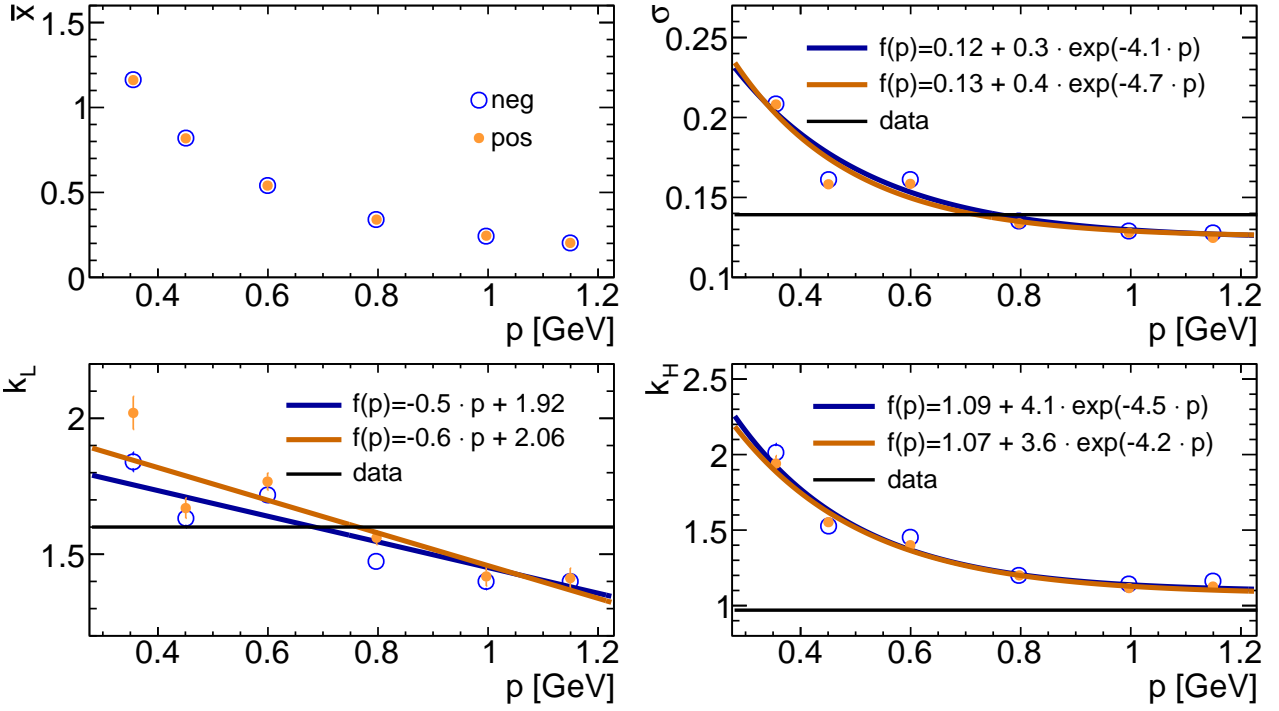 x̄
1.5
1
0.5
0
neg
pos
0.4 0.6 0.8 1 1.2
p [GeV]
σ
0.25
0.2
0.15
0.1
f(p)=0.12 + 0.3 · exp(-4.1 · p)
f(p)=0.13 + 0.4 · exp(-4.7 · p)
data
0.4 0.6 0.8 1 1.2
p [GeV]
k_L
2
1.5
f(p)=-0.5 · p + 1.92
f(p)=-0.6 · p + 2.06
data
0.4 0.6 0.8 1 1.2
p [GeV]
k_H
2.5
2
1.5
1
f(p)=1.09 + 4.1 · exp(-4.5 · p)
f(p)=1.07 + 3.6 · exp(-4.2 · p)
data
0.4 0.6 0.8 1 1.2
p [GeV]